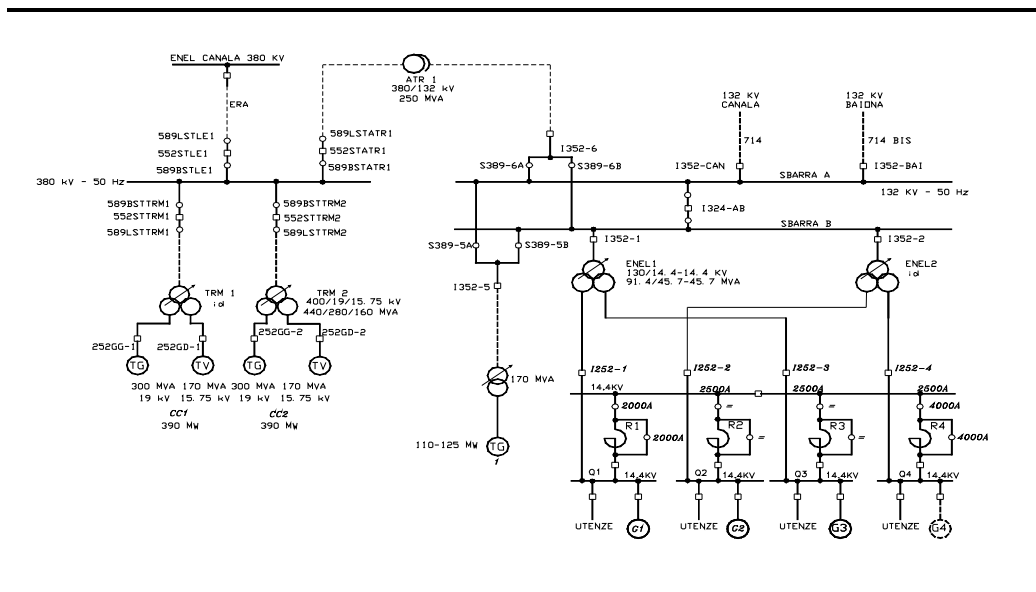 ENEL CANALA 380 KV
ERA
ATR 1
380/132 kV
250 MVA
132 KV
CANALA
132 KV
BAIONA
714
714 BIS
589LSTLE1
552STLE1
589BSTLE1
589LSTATR1
552STATR1
589BSTATR1
I352-6
S389-6A
S389-6B
I352-CAN
I352-BAI
380 kV - 50 Hz
SBARRA A
132 KV - 50 Hz
589BSTTRM1
552STTRM1
589LSTTRM1
589BSTTRM2
552STTRM2
589LSTTRM2
I324-AB
SBARRA B
S389-5A
S389-5B
I352-1
I352-2
ENEL1
130/14.4-14.4 KV
91.4/45.7-45.7 MVA
ENEL2
id
I352-5
TRM 1
id
TRM 2
400/19/15.75 kV
440/280/160 MVA
252GG-1
252GD-1
252GG-2
252GD-2
TG
TV
TG
TV
300 MVA
19 kV
170 MVA
15.75 kV
300 MVA
19 kV
170 MVA
15.75 kV
CC1
390 MW
CC2
390 MW
170 MVA
110-125 MW
TG
1
I252-1
I252-2
I252-3
I252-4
14,4KV
2500A
2500A
2500A
2000A
=
=
4000A
R1
2000A
R2
=
R3
=
R4
4000A
Q1
14,4KV
Q2
14,4KV
Q3
14,4KV
Q4
14,4KV
UTENZE
G1
UTENZE
G2
UTENZE
G3
UTENZE
G4